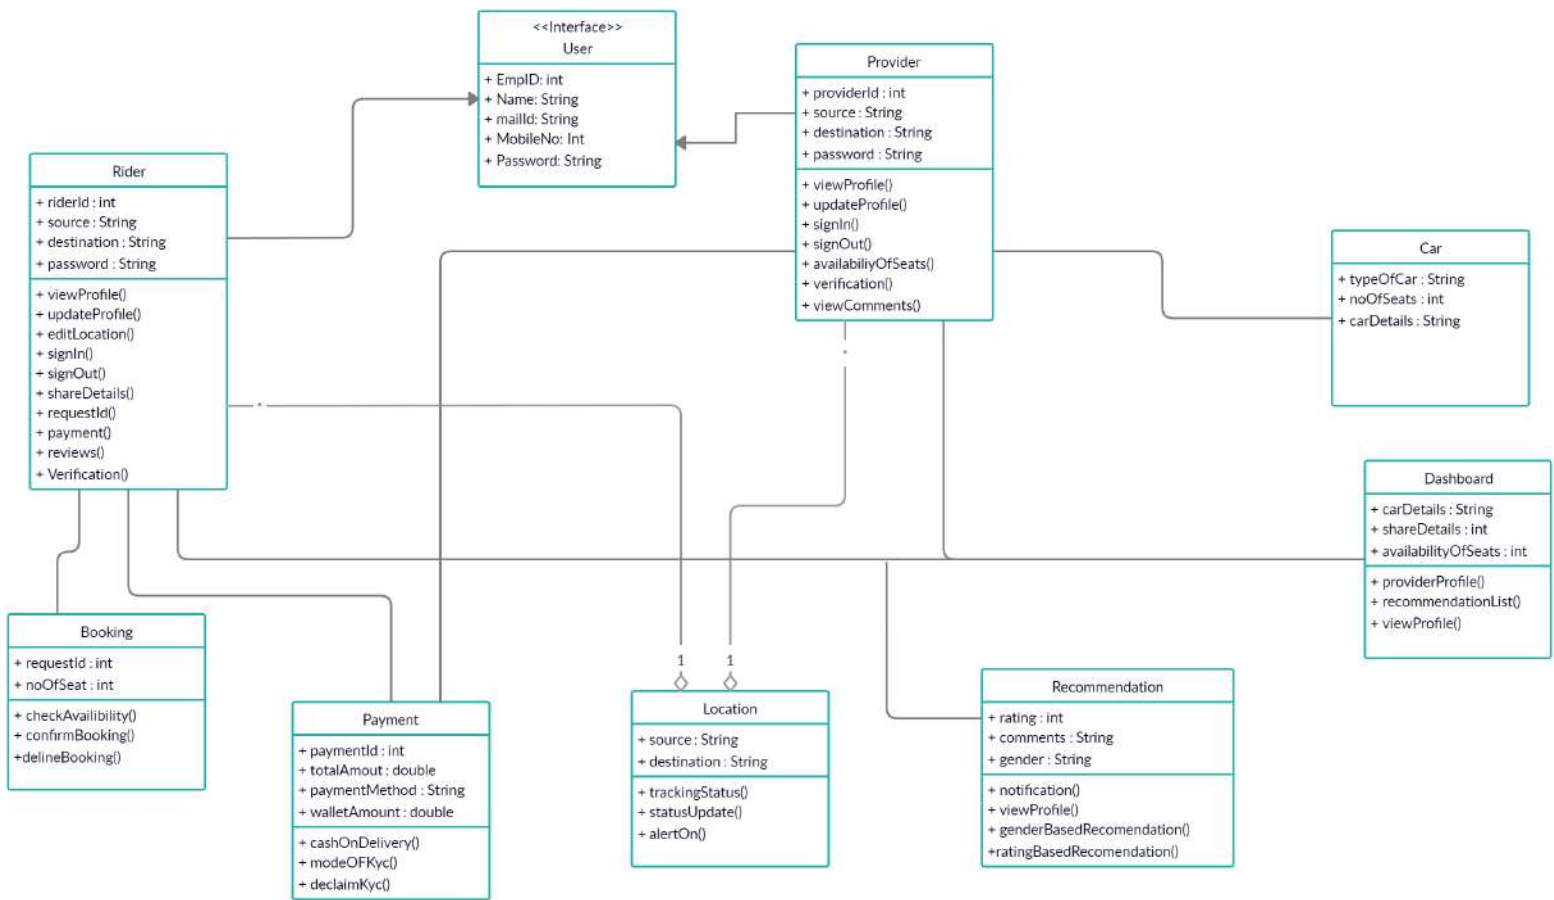 <<Interface>>
User
+ EmpID: int
+ Name: String
+ mailId: String
+ MobileNo: Int
+ Password: String
Provider
+ providerId : int
+ source : String
+ destination : String
+ password : String
+ viewProfile()
+ updateProfile()
+ signIn()
+ signOut()
+ availabiliyOfSeats()
+ verification()
+ viewComments()
Rider
+ riderId : int
+ source : String
+ destination : String
+ password : String
+ viewProfile()
+ updateProfile()
+ editLocation()
+ signIn()
+ signOut()
+ shareDetails()
+ requestId()
+ payment()
+ reviews()
+ Verification()
Car
+ typeOfCar : String
+ noOfSeats : int
+ carDetails : String
*
*
Dashboard
+ carDetails : String
+ shareDetails : int
+ availabilityOfSeats : int
+ providerProfile()
+ recommendationList()
+ viewProfile()
Booking
+ requestId : int
+ noOfSeat : int
+ checkAvailibility()
+ confirmBooking()
+delineBooking()
Payment
+ paymentId : int
+ totalAmout : double
+ paymentMethod : String
+ walletAmount : double
+ cashOnDelivery()
+ modeOFKyc()
+ declaimKyc()
1
1
Location
+ source : String
+ destination : String
+ trackingStatus()
+ statusUpdate()
+ alertOn()
Recommendation
+ rating : int
+ comments : String
+ gender : String
+ notification()
+ viewProfile()
+ genderBasedRecomendation()
+ratingBasedRecomendation()